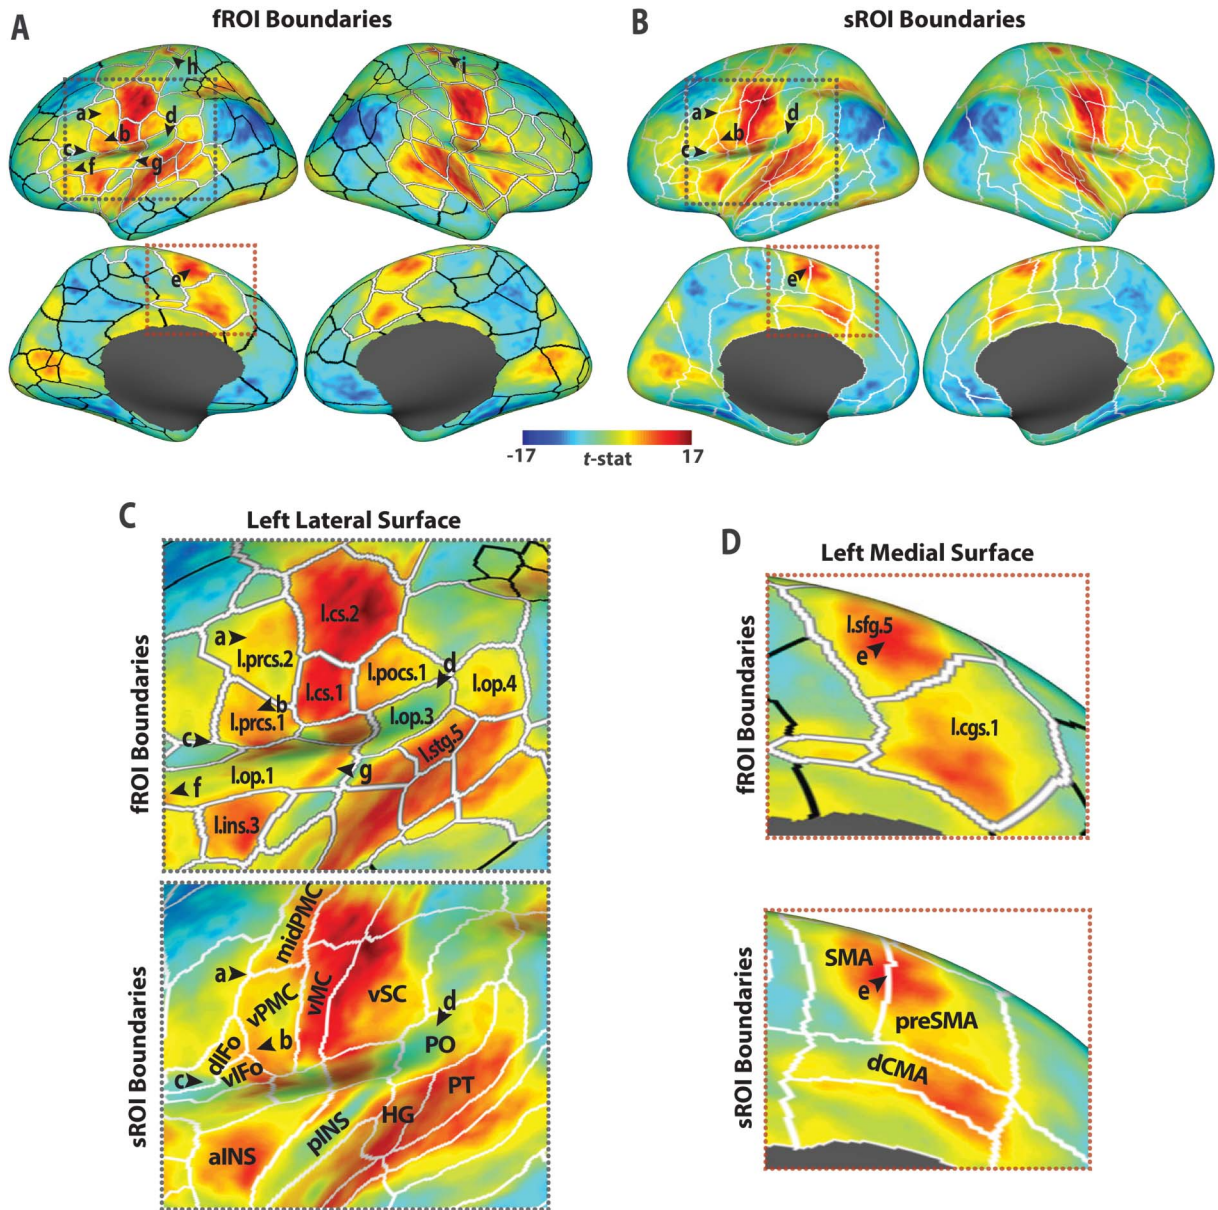 A
fROI Boundaries
B
sROI Boundaries
h
i
a
b
d
c
f
g
a
b
d
c
e
e
-17
t-stat
17
C
Left Lateral Surface
D
Left Medial Surface
fROI Boundaries
l.cs.2
a
l.prcs.2
l.pocs.1
d
l.op.4
l.cs.1
b
l.prcs.1
l.op.3
c
l.stg.5
l.op.1
g
f
l.ins.3
fROI Boundaries
l.sfg.5
e
l.cgs.1
sROI Boundaries
midPMC
a
vPMC
vMC
vSC
d
b
PO
dIFo
c
vIFo
PT
HG
pINS
aINS
sROI Boundaries
SMA
e
preSMA
dCMA